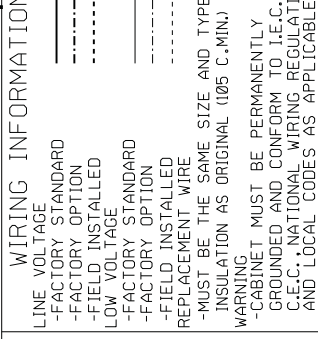 WIRING INFORMATION
LINE VOLTAGE
-FACTORY STANDARD
-FACTORY OPTION
-FIELD INSTALLED
LOW VOLTAGE
-FACTORY STANDARD
-FACTORY OPTION
-FIELD INSTALLED
REPLACEMENT WIRE
-MUST BE THE SAME SIZE AND TYPE
INSULATION AS ORIGINAL (105 C.MIN.)
WARNING
-CABINET MUST BE PERMANENTLY
GROUNDED AND CONFORM TO I.E.C.
C.E.C., NATIONAL WIRING REGULATI
AND LOCAL CODES AS APPLICABLE